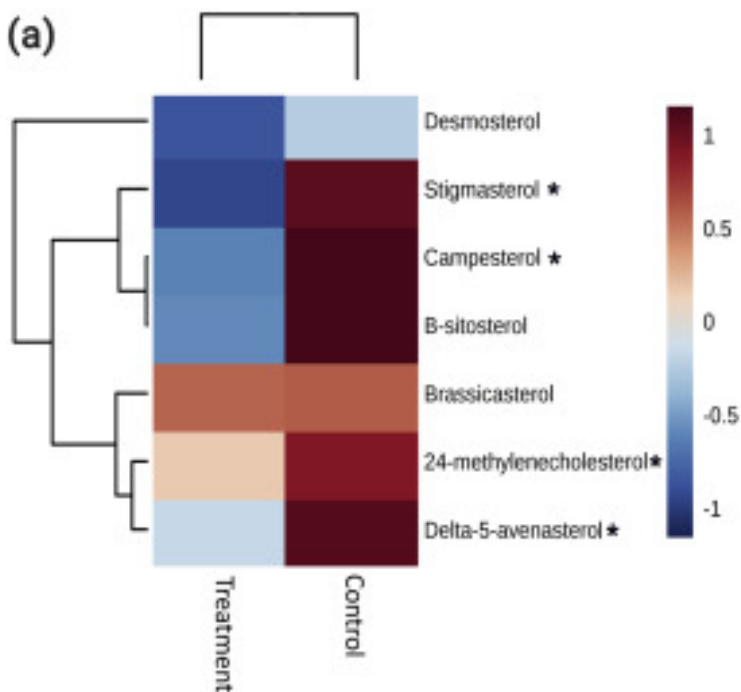 (a)
Desmosterol
Stigmasterol *
Campesterol *
B-sitosterol
Brassicasterol
24-methylenecholesterol*
Delta-5-avenasterol*
1
0.5
0
-0.5
-1
Treatment
Control